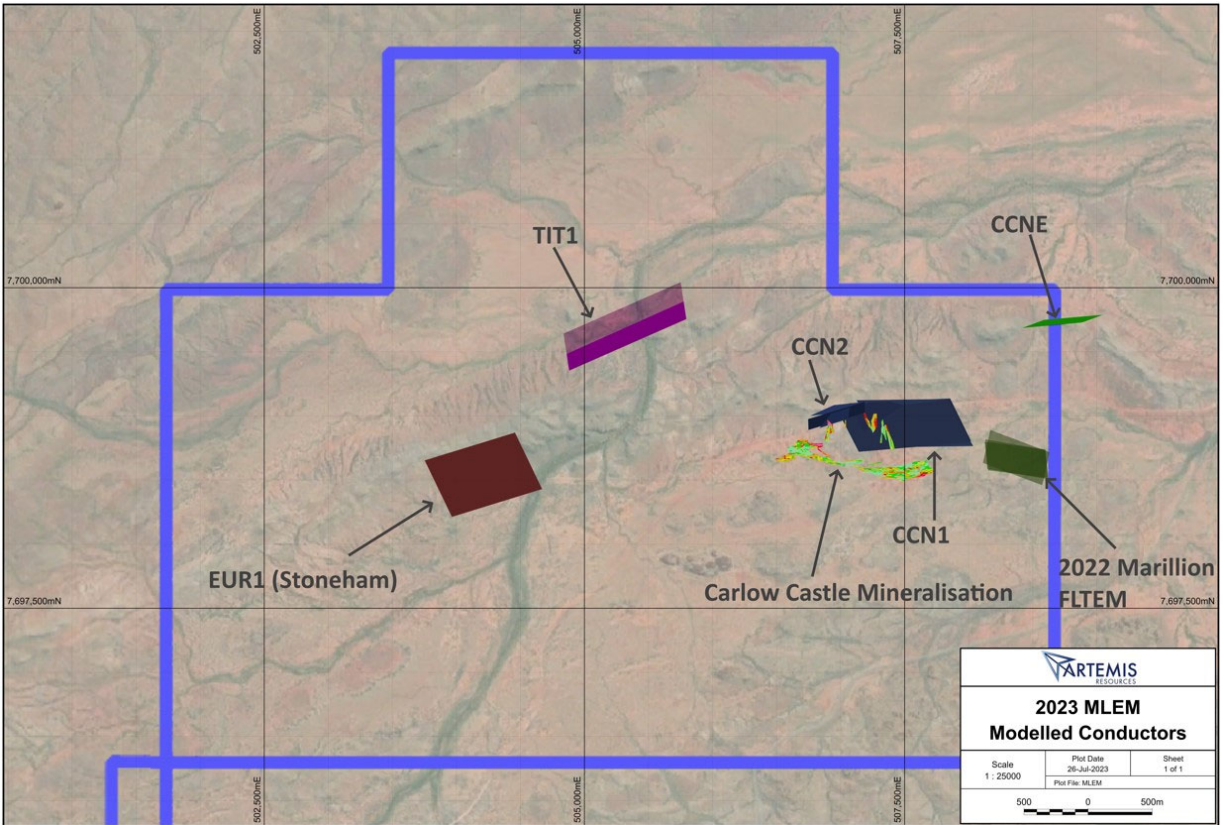 502,500mE
505,000mE
507,500mE
TIT1
CCNE
7,700,000mN
7,700,000mN
CCN2
CCN1
EUR1 (Stoneham)
Carlow Castle Mineralisation
2022 Marillion
FLTEM
7,697,500mN
7,697,500mN
ARTEMIS
RESOURCES
2023 MLEM
Modelled Conductors
Scale
1 : 25000
Plot Date
26-Jul-2023
Sheet
1 of 1
Plot File: MLEM
500 0 500m
502,500mE
505,000mE
507,500mE